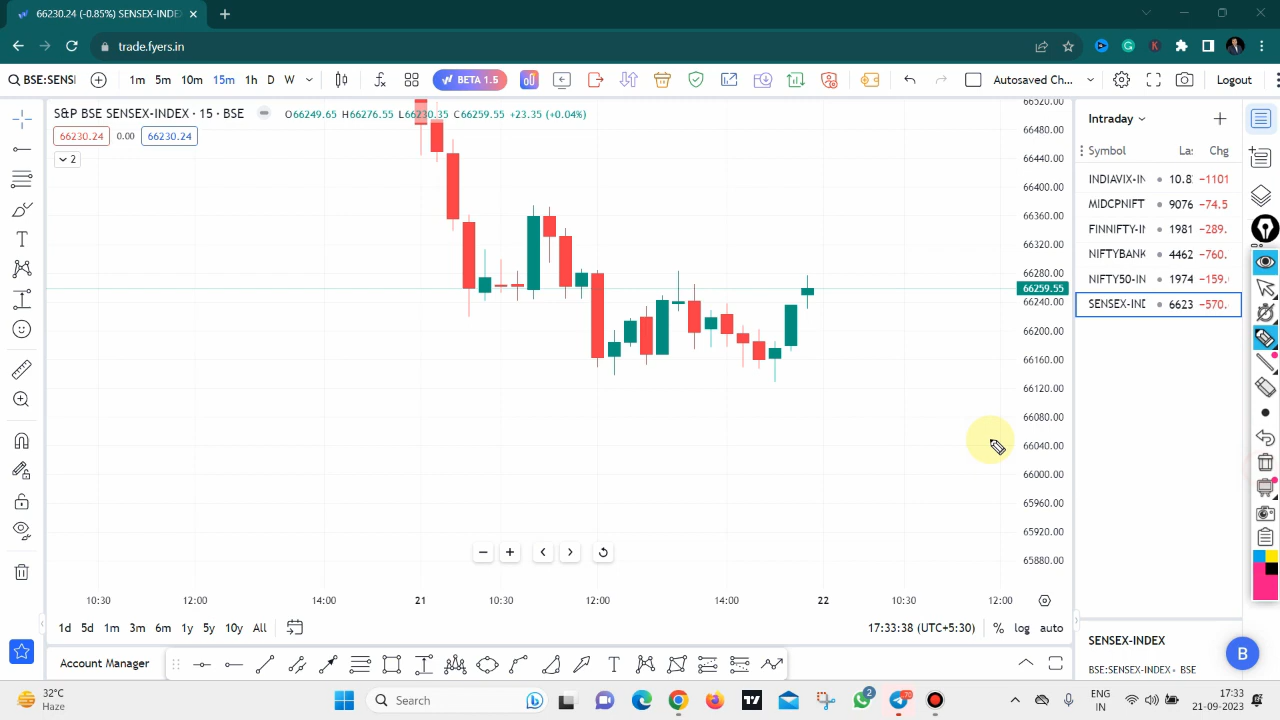 66230.24 (-0.85%) SENSEX-INDE
trade.fyers.in
BSE:SENSI
1m 5m 10m 15m 1h D W
BETA 1.5
Autosaved Ch...
Logout
S&P BSE SENSEX-INDEX · 15 · BSE
O66249.65 H66276.55 L66230.35 C66259.55 +23.35 (+0.04%)
66230.24 0.00 66230.24
2
66520.00
66480.00
66440.00
66400.00
66360.00
66320.00
66280.00
66259.55
66240.00
66200.00
66160.00
66120.00
66080.00
66040.00
66000.00
65960.00
65920.00
65880.00
10:30 12:00 14:00 21 10:30 12:00 14:00 22 10:30 12:00
1d 5d 1m 3m 6m 1y 5y 10y All
17:33:38 (UTC+5:30) % log auto
Account Manager
Intraday
Symbol La: Chg
INDIAVIX-IN 10.8 -1101
MIDCPNIFT 9076 -74.5
FINNIFTY-IN 1981 -289.
NIFTYBANK 4462 -760.
NIFTY50-IN 1974 -159.
SENSEX-INI 6623 -570.
SENSEX-INDEX
BSE:SENSEX-INDEX • BSE
B
K
32°C
Haze
Search
2
70
ENG
IN
17:33
21-09-2023